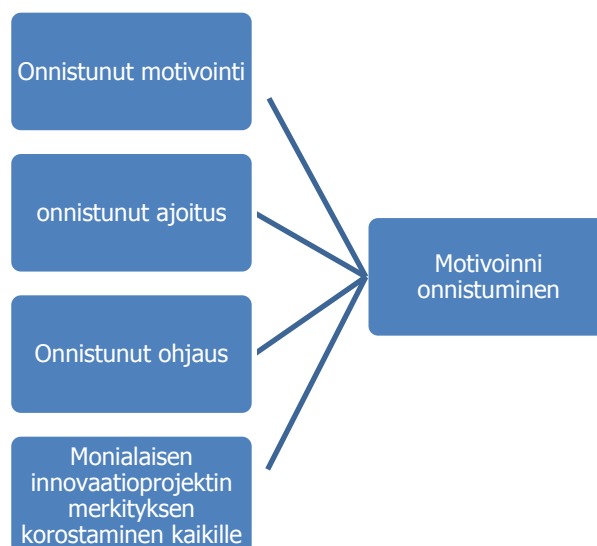 Onnistunut motivointi
onnistunut ajoitus
Onnistunut ohjaus
Monialaisen
innovaatioprojektin
merkityksen
korostaminen kaikille
Motivoinni
onnistuminen